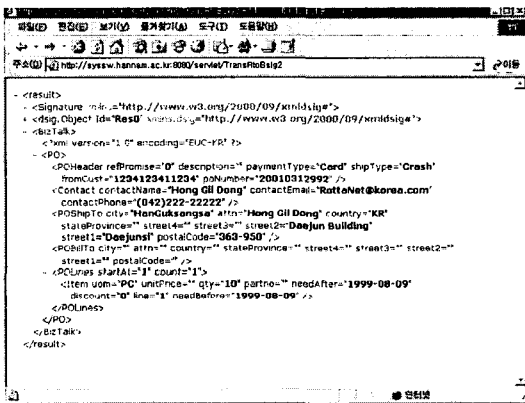 파일(F) 편집(E) 보기(V) 즐겨찾기(A) 도구(T) 도움말(H)
주소(D) http://syssw.hannam.ac.kr:8080/servlet/TransRtoBsig2 이동
- <result>
- <Signature xmlns="http://www.w3.org/2000/09/xmldsig#">
+ <dsig:Object Id="Res0" xmlns:dsig="http://www.w3.org/2000/09/xmldsig#">
- <BizTalk>
<?xml version="1.0" encoding="EUC-KR" ?>
- <PO>
<POHeader refPromise="0" description="" paymentType="Card" shipType="Crash"
fromCust="1234123411234" poNumber="20010312992" />
<Contact contactName="Hong Gil Dong" contactEmail="RottaNet@korea.com"
contactPhone="(042)222-22222" />
<POShipTo city="HanGuksongsa" attn="Hong Gil Dong" country="KR"
stateProvince="" street4="" street3="" street2="Daejun Building"
street1="Daejunsi" postalCode="363-950" />
<POBillTo city="" attn="" country="" stateProvince="" street4="" street3="" street2=""
street1="" postalCode="" />
- <POLines startAt="1" count="1">
<Item uom="PC" unitPrice="" qty="10" partno="" needAfter="1999-08-09"
discount="0" line="1" needBefore="1999-08-09" />
</POLines>
</PO>
</BizTalk>
</result>
인터넷